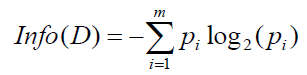 Info(D) = −∑_{i=1}^{m} p_i log_2(p_i)